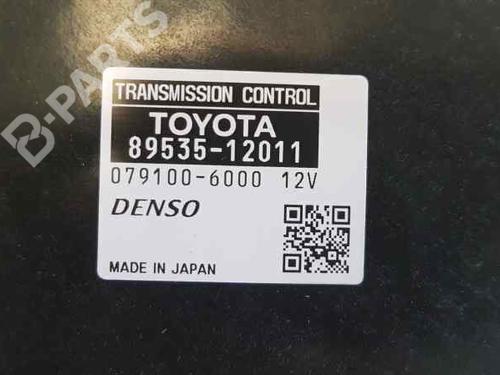 B-PARTS
TRANSMISSION CONTROL
TOYOTA
89535-12011
079100-6000 12V
DENSO
MADE IN JAPAN